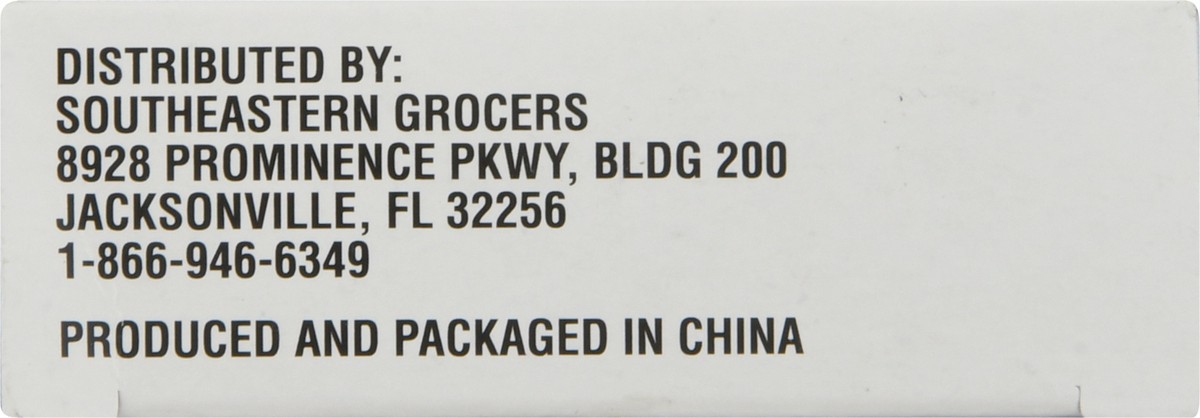 DISTRIBUTED BY:
SOUTHEASTERN GROCERS
8928 PROMINENCE PKWY, BLDG 200
JACKSONVILLE, FL 32256
1-866-946-6349
PRODUCED AND PACKAGED IN CHINA